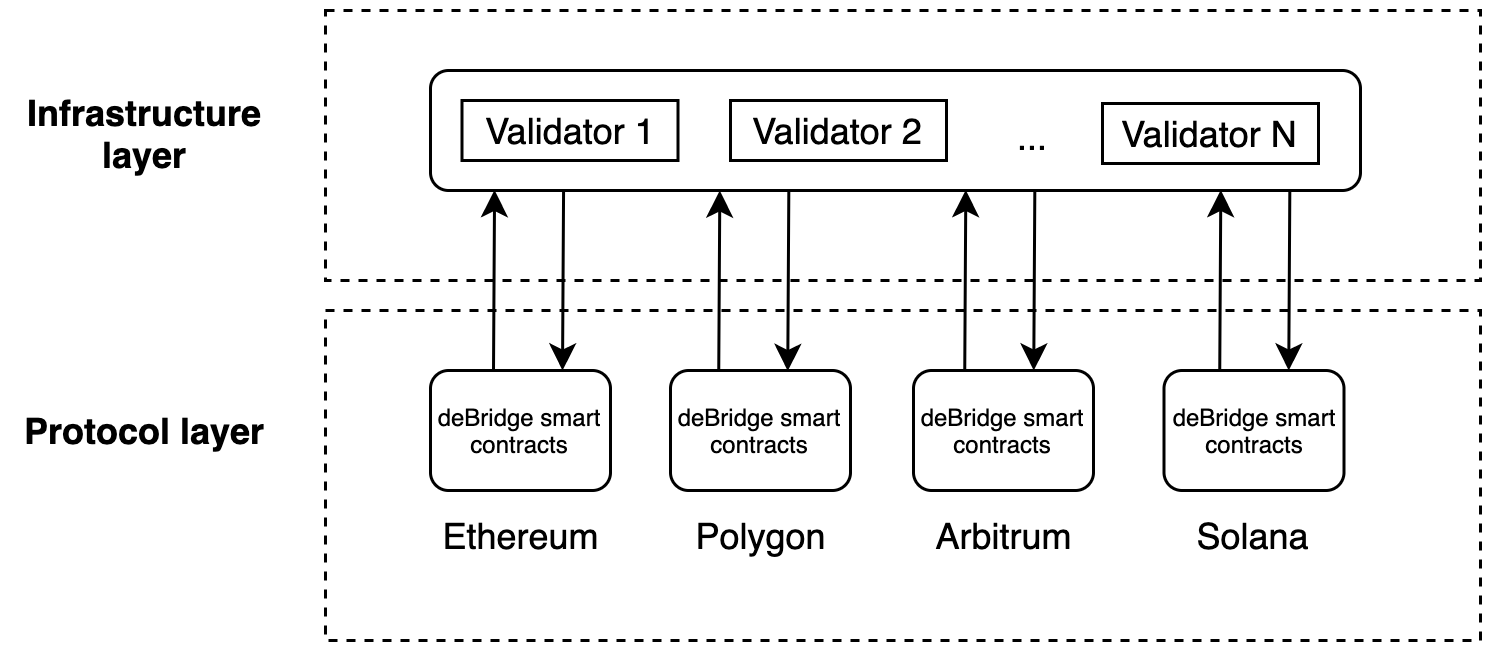 Infrastructure
layer
Validator 1
Validator 2
...
Validator N
Protocol layer
deBridge smart
contracts
deBridge smart
contracts
deBridge smart
contracts
deBridge smart
contracts
Ethereum
Polygon
Arbitrum
Solana